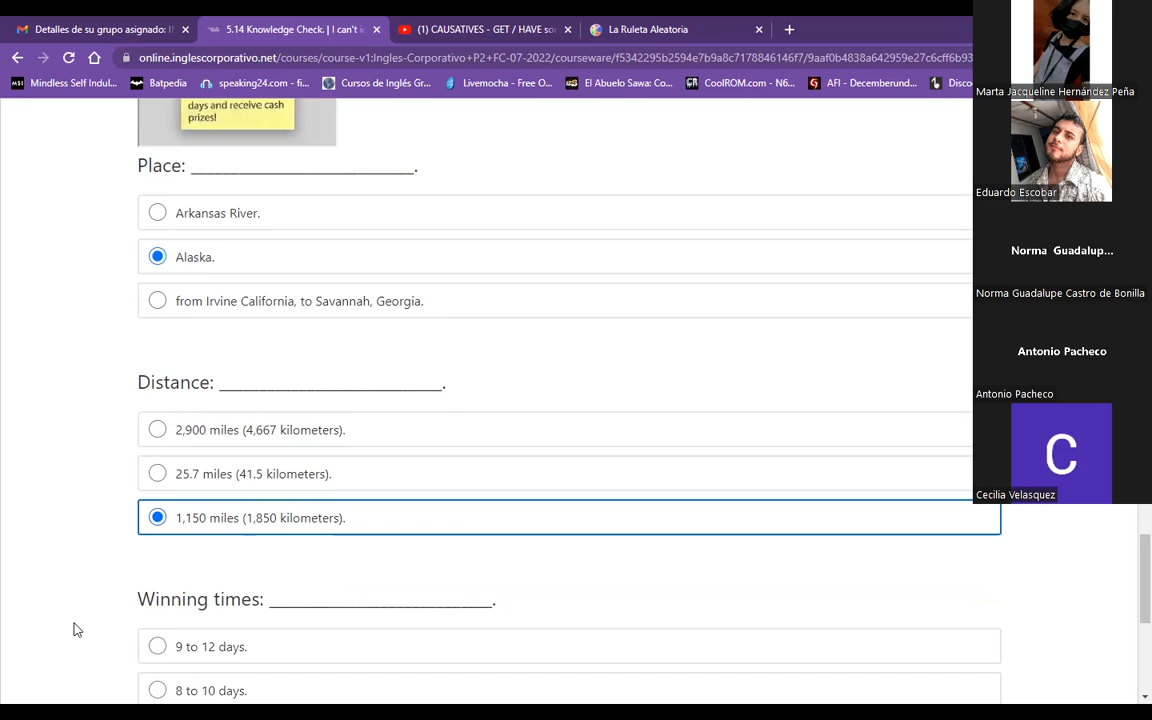 Detalles de su grupo asignado: I
5.14 Knowledge Check. | I can't i
(1) CAUSATIVES - GET / HAVE so
La Ruleta Aleatoria
online.inglescorporativo.net/courses/course-v1:Ingles-Corporativo+P2+FC-07-2022/courseware/f5342295b2594e7b9a8c7178846146f7/9aaf0b4838a642959e27c6cff6b93
Mindless Self Indul...
Batpedia
speaking24.com - fi...
Cursos de Inglés Gr...
Livemocha - Free O...
El Abuelo Sawa: Co...
CoolROM.com - N6...
AFI - Decemberund...
Disco
days and receive cash
prizes!
Place: _________________________.
Arkansas River.
Alaska.
from Irvine California, to Savannah, Georgia.
Distance: _________________________.
2,900 miles (4,667 kilometers).
25.7 miles (41.5 kilometers).
1,150 miles (1,850 kilometers).
Winning times: _________________________.
9 to 12 days.
8 to 10 days.
Marta Jacqueline Hernández Peña
Eduardo Escobar
Norma Guadalup...
Norma Guadalupe Castro de Bonilla
Antonio Pacheco
Antonio Pacheco
C
Cecilia Velasquez